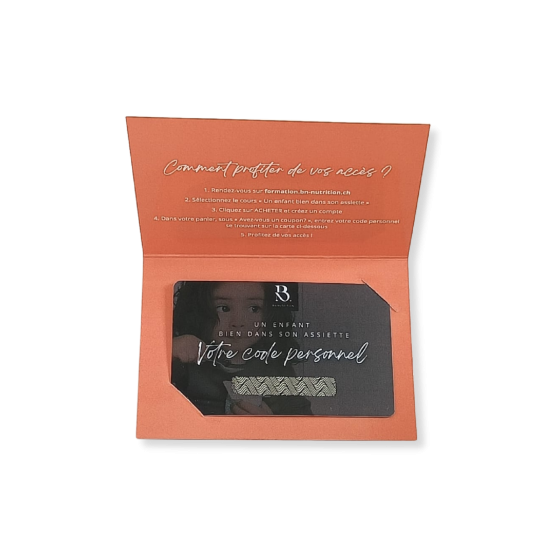 Comment profiter de vos accès ?
1. Rendez-vous sur formation.bn-nutrition.ch
2. Sélectionnez le cours « Un enfant bien dans son assiette »
3. Cliquez sur ACHETER et créez un compte
4. Dans votre panier, sous « Avez-vous un coupon? », entrez votre code personnel
se trouvant sur la carte ci-dessous
5. Profitez de vos accès !
B
UN ENFANT
BIEN DANS SON ASSIETTE
Votre code personnel